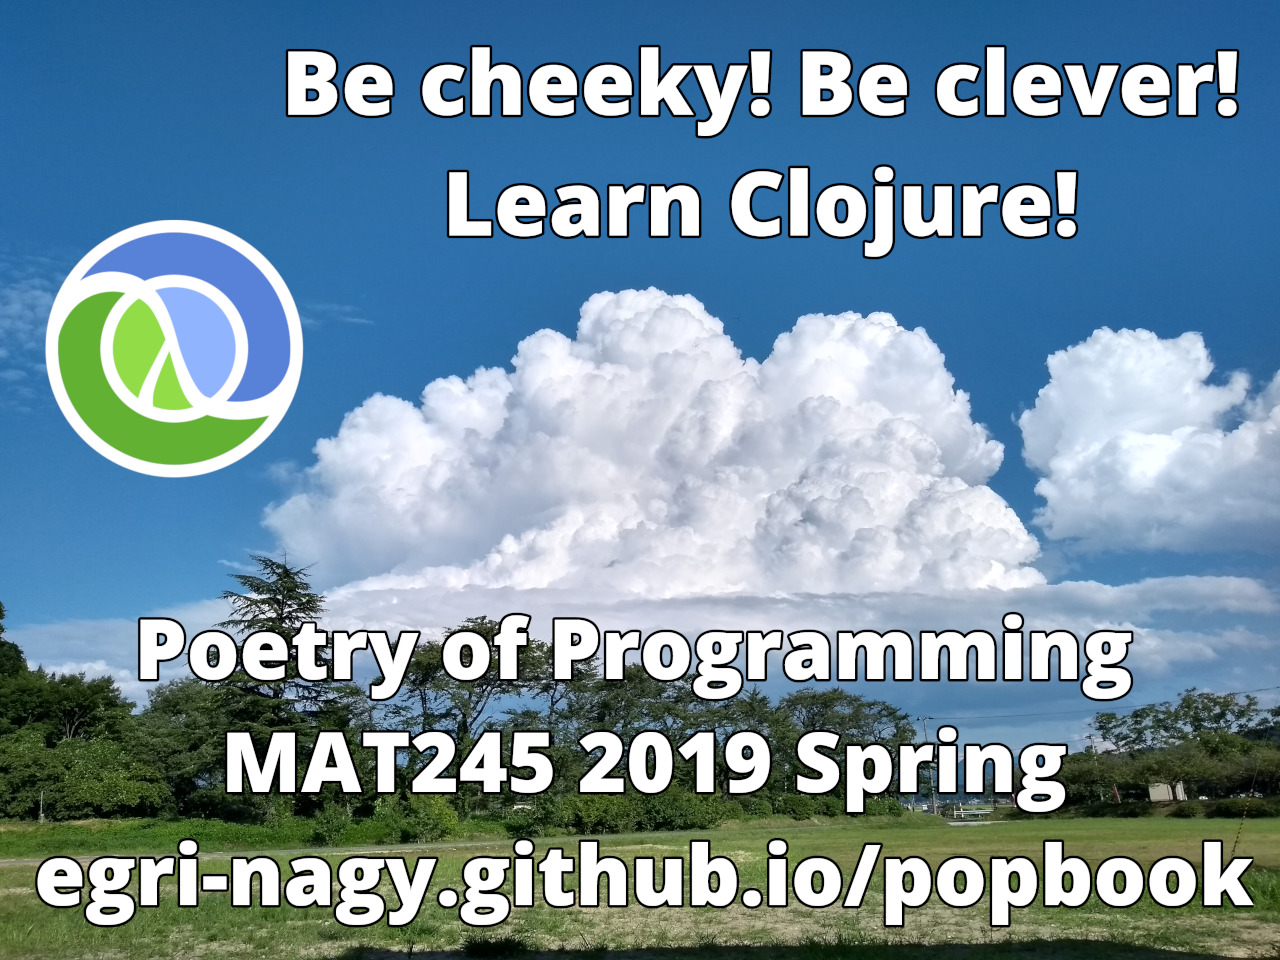 Be cheeky! Be clever!
Learn Clojure!
Poetry of Programming
MAT245 2019 Spring
egri-nagy.github.io/popbook